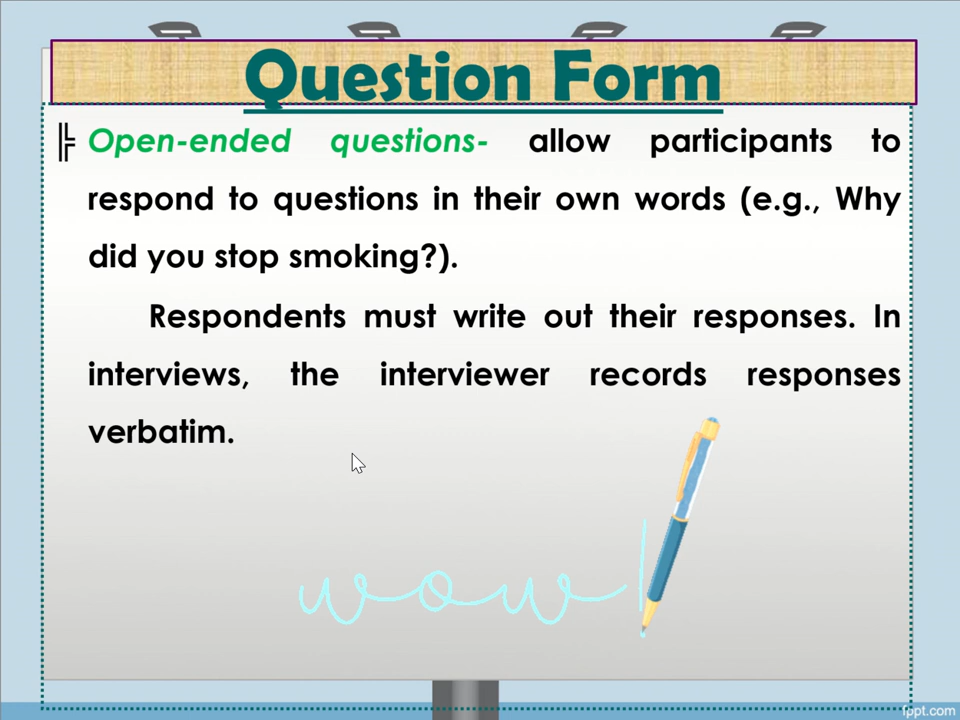 Question Form
Open-ended questions- allow participants to
respond to questions in their own words (e.g., Why
did you stop smoking?).
Respondents must write out their responses. In
interviews, the interviewer records responses
verbatim.
wow!
fppt.com